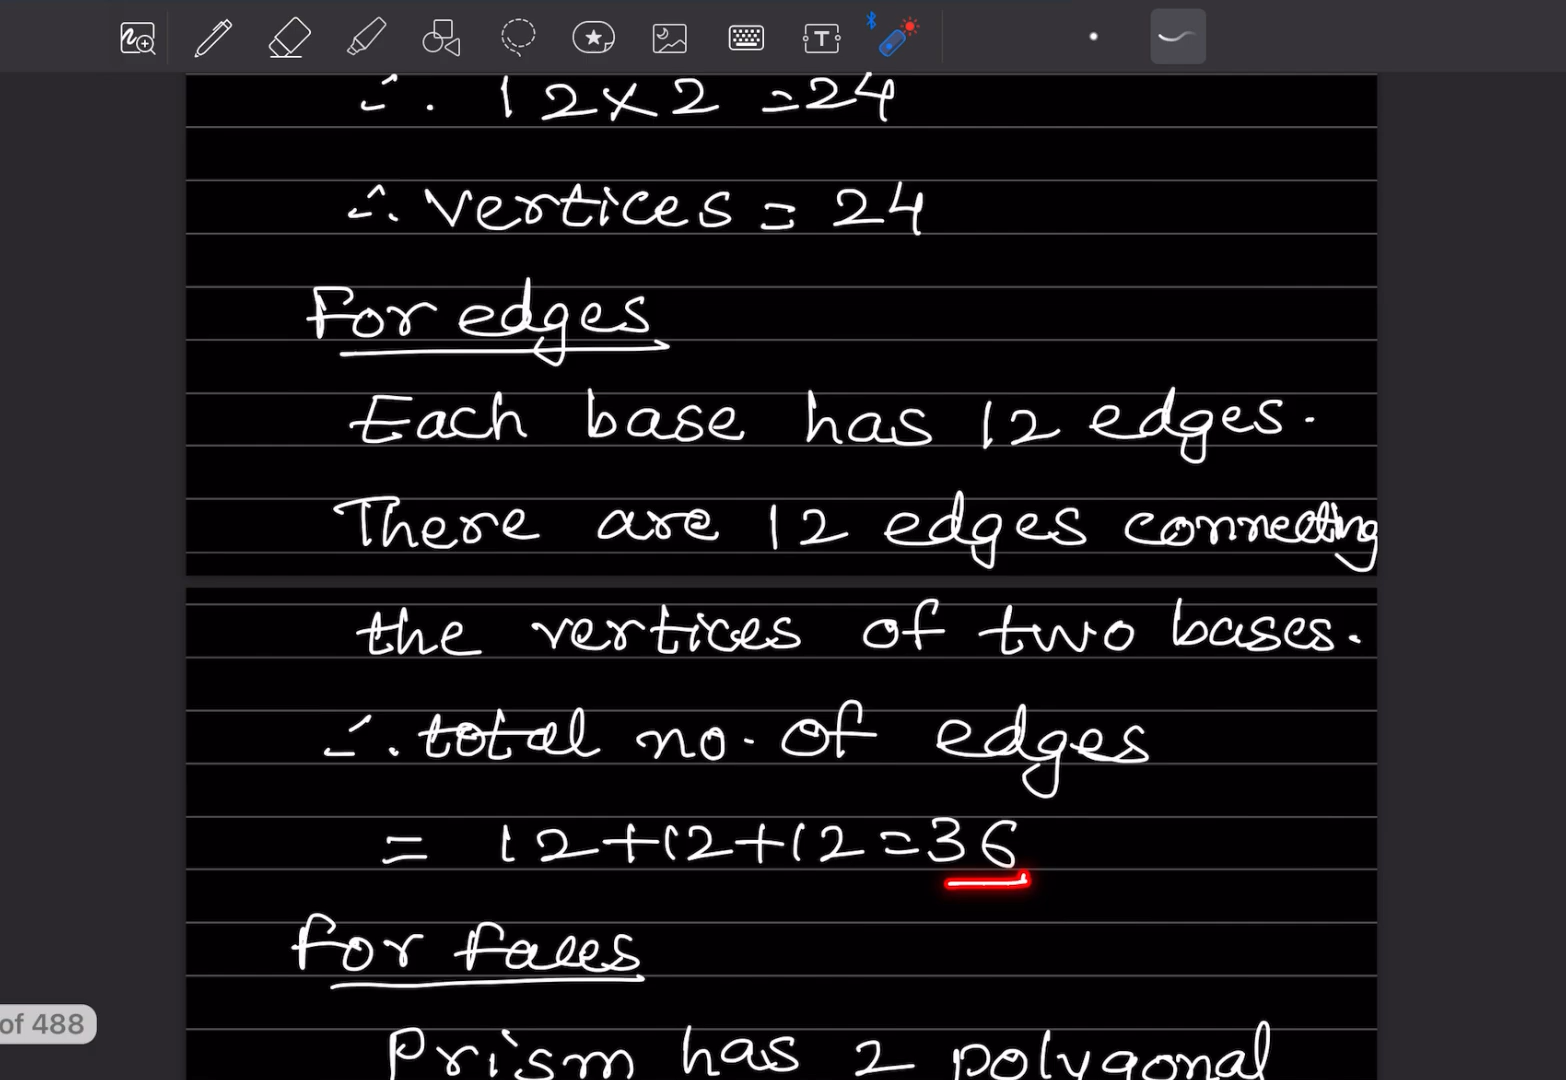 ∴ 12×2 =24
∴ vertices = 24
For edges
Each base has 12 edges.
There are 12 edges connecting
the vertices of two bases.
∴ total no. of edges
= 12+12+12=36
For faces
of 488
Prism has 2 polygonal